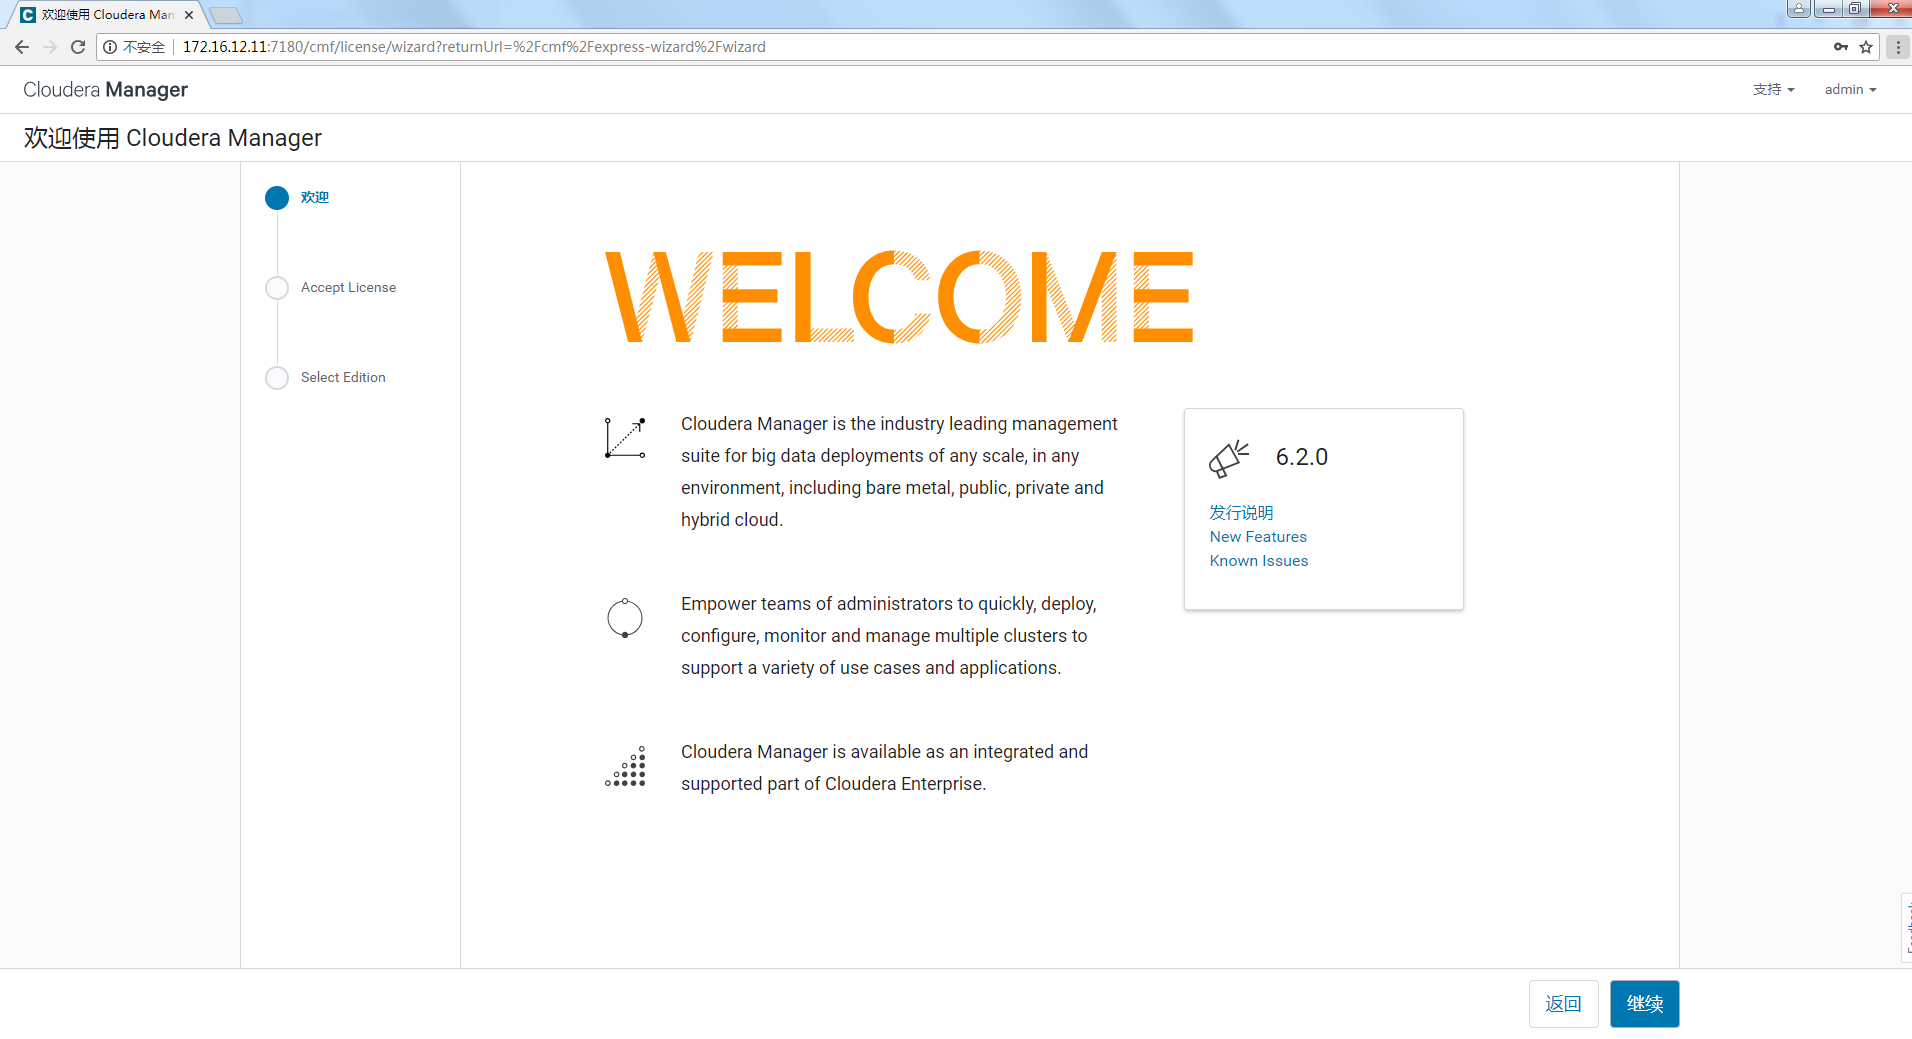 欢迎使用 Cloudera Man
不安全
172.16.12.11:7180/cmf/license/wizard?returnUrl=%2Fcmf%2Fexpress-wizard%2Fwizard
Cloudera Manager
支持
admin
欢迎使用 Cloudera Manager
欢迎
Accept License
Select Edition
WELCOME
Cloudera Manager is the industry leading management
suite for big data deployments of any scale, in any
environment, including bare metal, public, private and
hybrid cloud.
6.2.0
发行说明
New Features
Known Issues
Empower teams of administrators to quickly, deploy,
configure, monitor and manage multiple clusters to
support a variety of use cases and applications.
Cloudera Manager is available as an integrated and
supported part of Cloudera Enterprise.
返回
继续